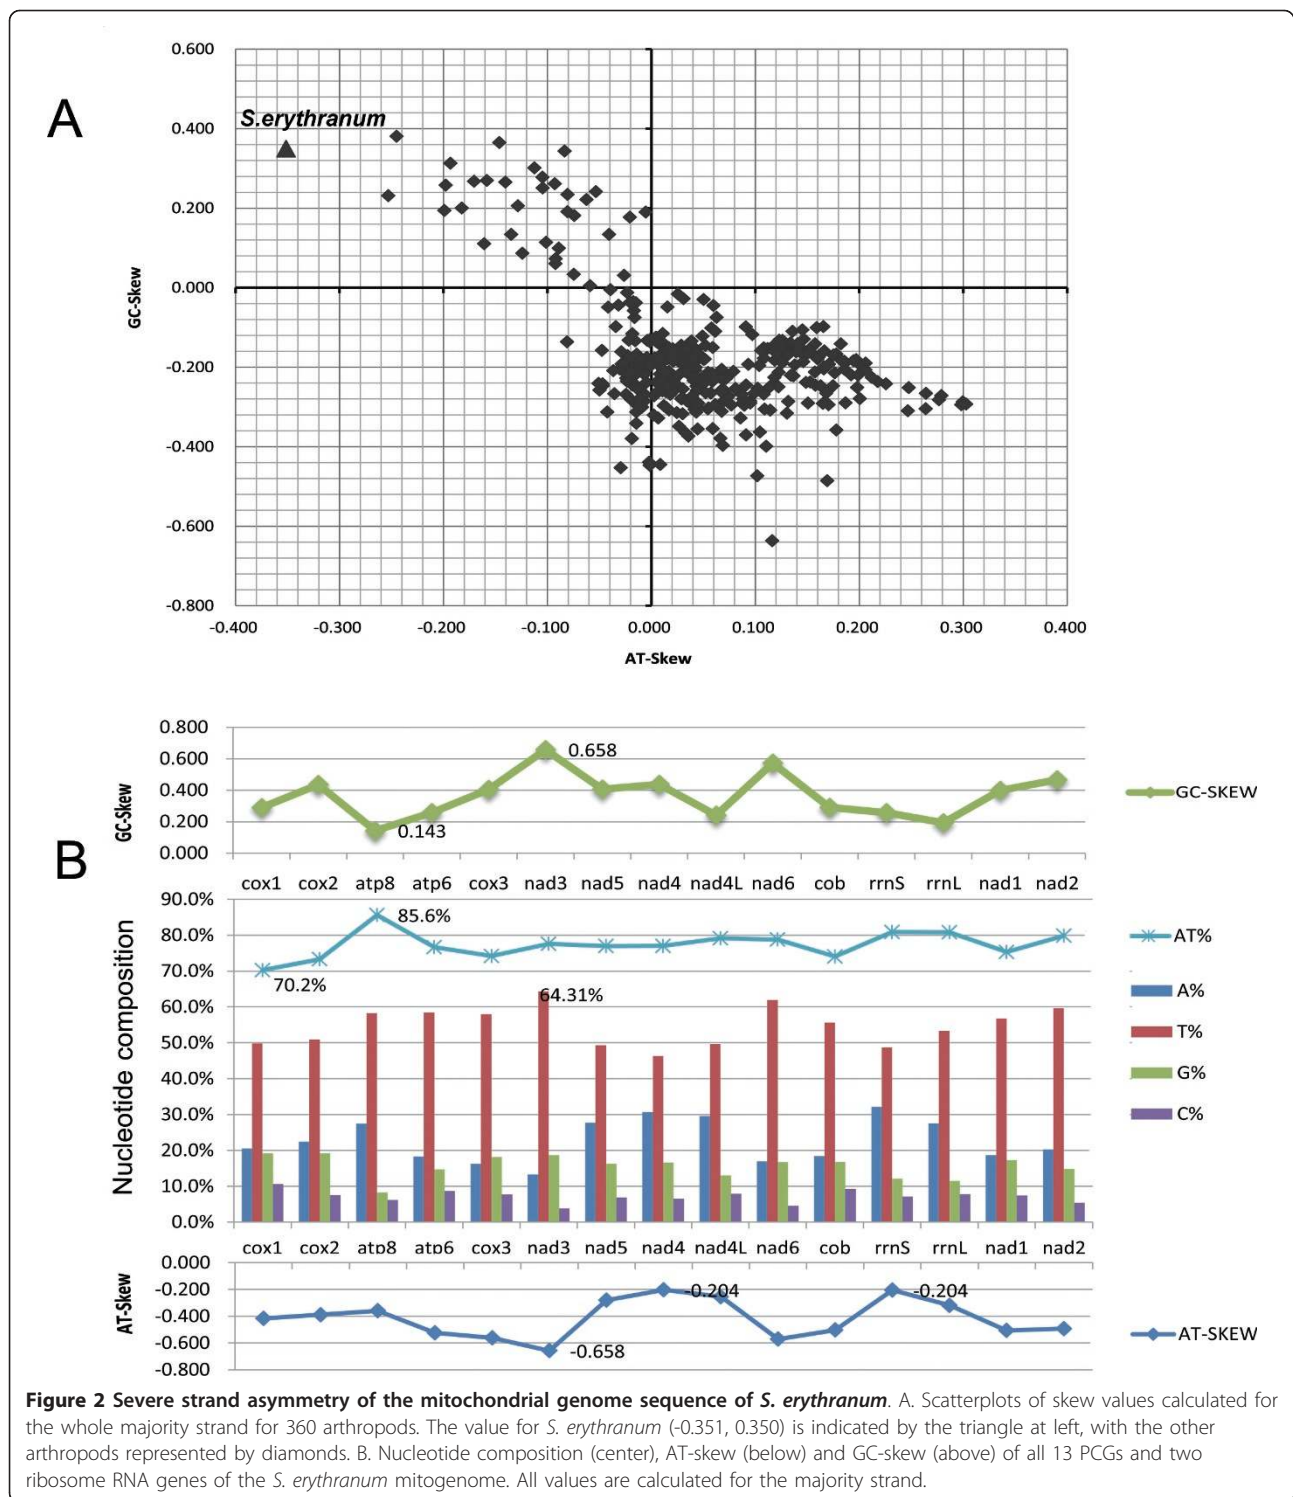 A
0.600
0.400
0.200
0.000
-0.200
-0.400
-0.600
-0.800
GC-Skew
S.erythranum
-0.400 -0.300 -0.200 -0.100 0.000 0.100 0.200 0.300 0.400
AT-Skew
B
0.800
0.600
0.400
0.200
0.000
GC-Skew
0.658
0.143
GC-SKEW
cox1 cox2 atp8 atp6 cox3 nad3 nad5 nad4 nad4L nad6 cob rrnS rrnL nad1 nad2
90.0%
80.0%
70.0%
60.0%
50.0%
40.0%
30.0%
20.0%
10.0%
0.0%
Nucleotide composition
85.6%
70.2%
64.31%
AT%
A%
T%
G%
C%
cox1 cox2 atp8 atp6 cox3 nad3 nad5 nad4 nad4L nad6 cob rrnS rrnL nad1 nad2
0.000
-0.200
-0.400
-0.600
-0.800
AT-Skew
-0.204
-0.204
-0.658
AT-SKEW
Figure 2 Severe strand asymmetry of the mitochondrial genome sequence of S. erythranum. A. Scatterplots of skew values calculated for
the whole majority strand for 360 arthropods. The value for S. erythranum (-0.351, 0.350) is indicated by the triangle at left, with the other
arthropods represented by diamonds. B. Nucleotide composition (center), AT-skew (below) and GC-skew (above) of all 13 PCGs and two
ribosome RNA genes of the S. erythranum mitogenome. All values are calculated for the majority strand.